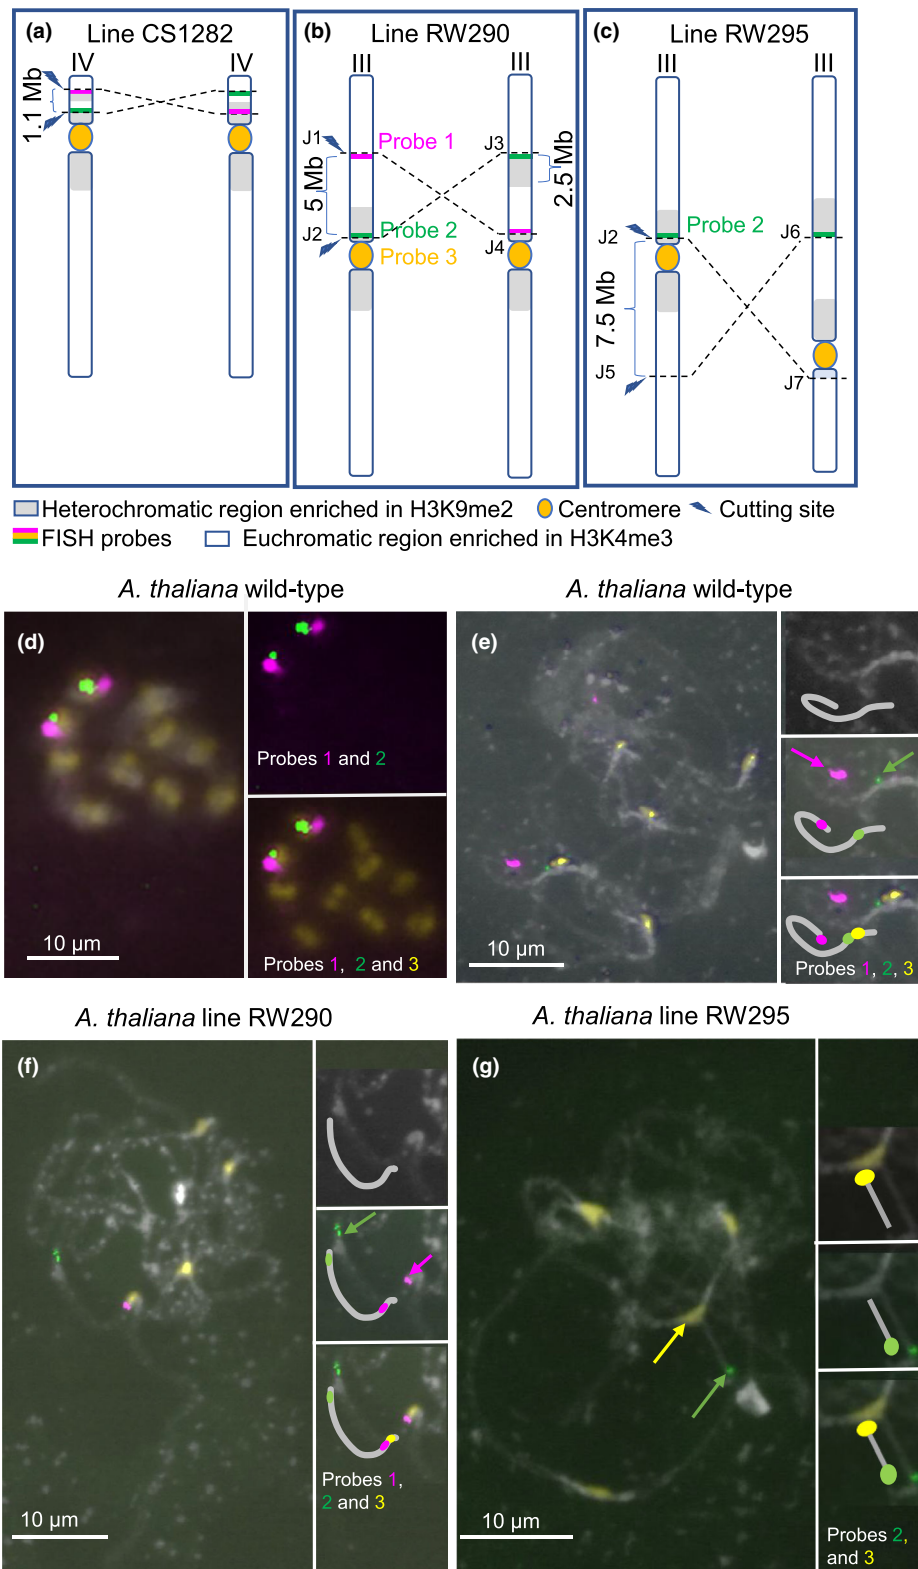 (a) Line CS1282
IV
IV
1.1 Mb
(b) Line RW290
III
III
J1
Probe 1
J3
2.5 Mb
5 Mb
J2
Probe 2
J4
Probe 3
(c) Line RW295
III
III
Probe 2
J2
J6
7.5 Mb
J5
J7
Heterochromatic region enriched in H3K9me2
Centromere
Cutting site
FISH probes
Euchromatic region enriched in H3K4me3
A. thaliana wild-type
(d)
Probes 1 and 2
10 µm
Probes 1, 2 and 3
A. thaliana wild-type
(e)
10 µm
Probes 1, 2, 3
A. thaliana line RW290
(f)
10 µm
Probes 1,
2 and 3
A. thaliana line RW295
(g)
10 µm
Probes 2,
and 3